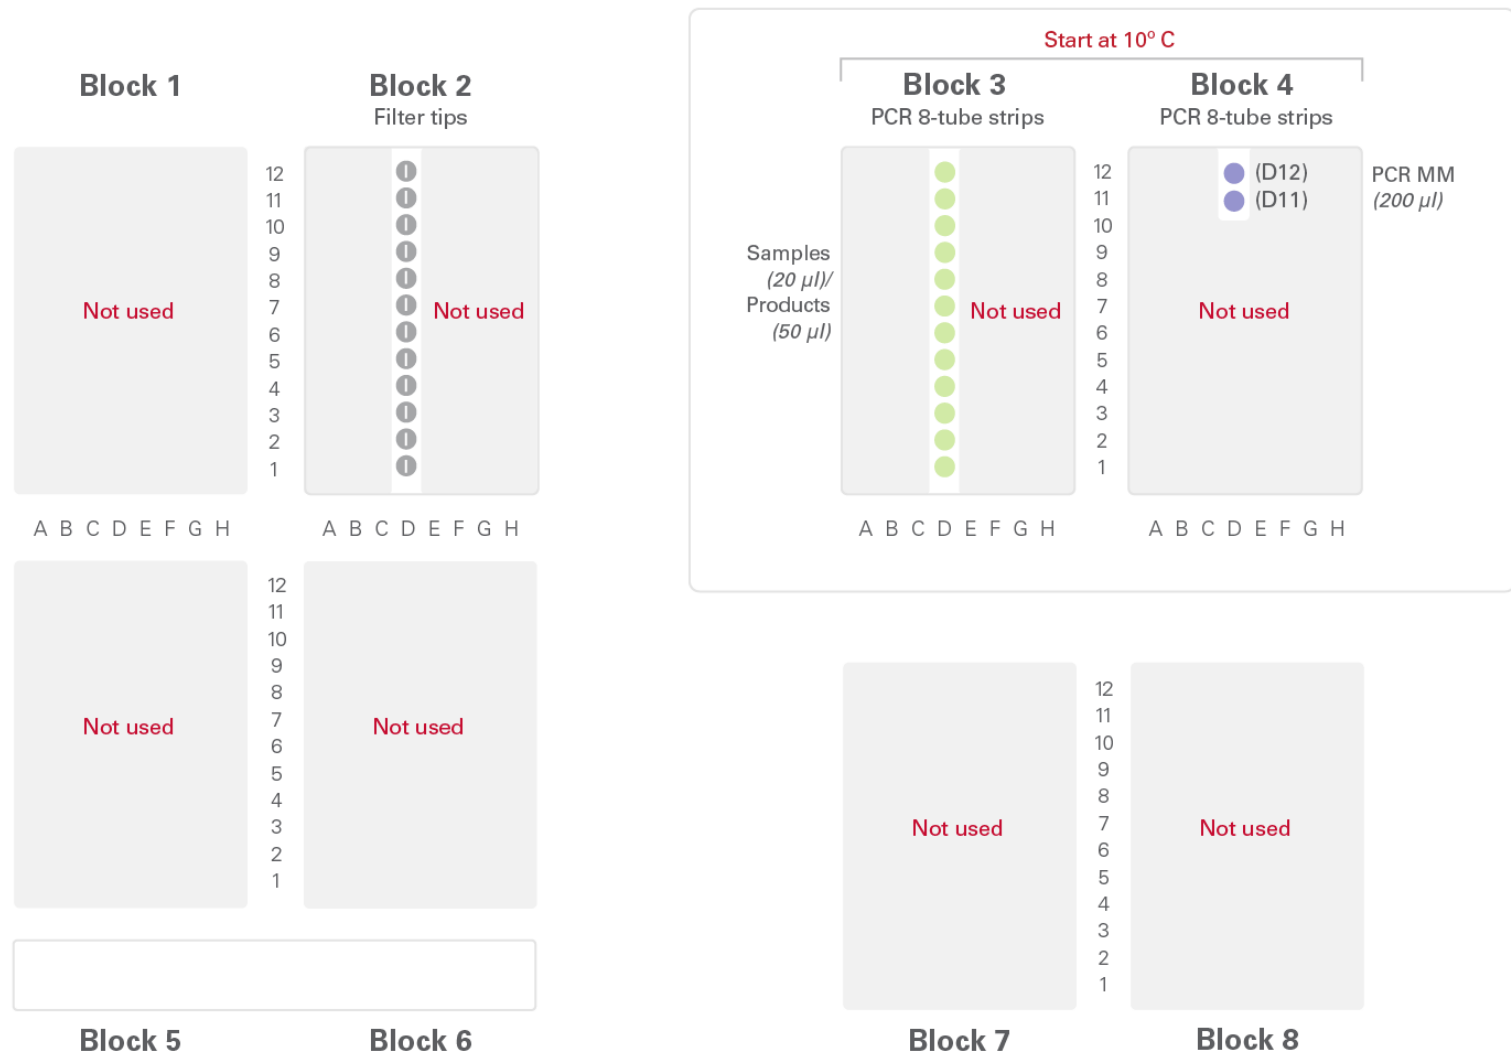 Start at 10º C
Block 1
Block 2
Filter tips
Block 3
PCR 8-tube strips
Block 4
PCR 8-tube strips
Not used
12
11
10
9
8
7
6
5
4
3
2
1
Not used
Samples
(20 µl)/
Products
(50 µl)
Not used
12
11
10
9
8
7
6
5
4
3
2
1
(D12)
(D11)
PCR MM
(200 µl)
Not used
A B C D E F G H
A B C D E F G H
A B C D E F G H
A B C D E F G H
Not used
12
11
10
9
8
7
6
5
4
3
2
1
Not used
Not used
12
11
10
9
8
7
6
5
4
3
2
1
Not used
Block 5
Block 6
Block 7
Block 8